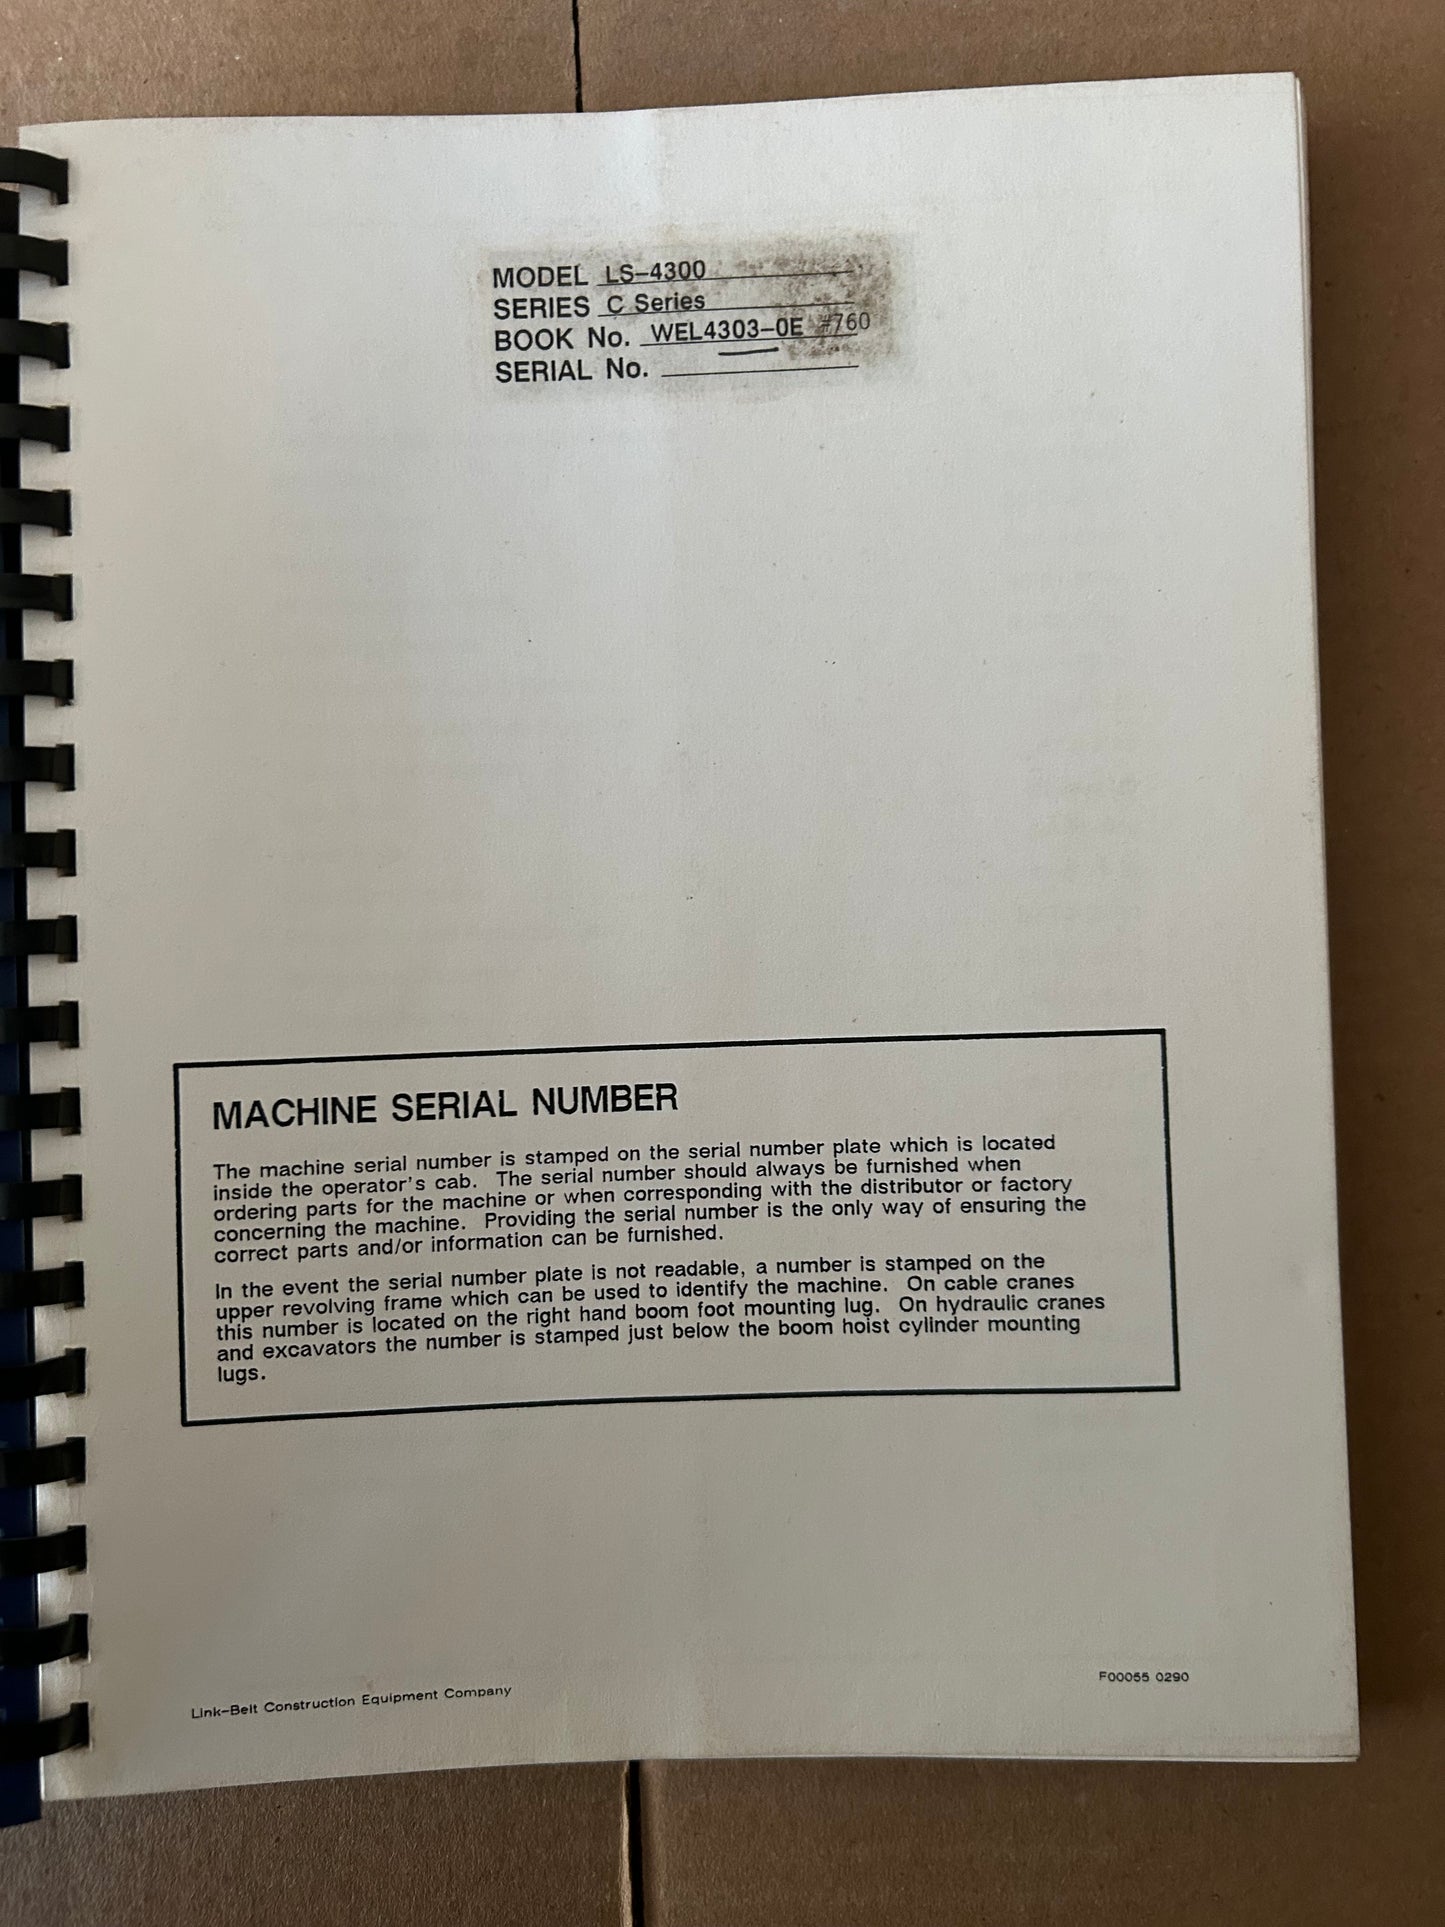 MODEL LS-4300
SERIES C Series
BOOK No. WEL4303-0E #760
SERIAL No.
MACHINE SERIAL NUMBER
The machine serial number is stamped on the serial number plate which is located
inside the operator's cab. The serial number should always be furnished when
ordering parts for the machine or when corresponding with the distributor or factory
concerning the machine. Providing the serial number is the only way of ensuring the
correct parts and/or information can be furnished.
In the event the serial number plate is not readable, a number is stamped on the
upper revolving frame which can be used to identify the machine. On cable cranes
this number is located on the right hand boom foot mounting lug. On hydraulic cranes
and excavators the number is stamped just below the boom hoist cylinder mounting
lugs.
Link-Belt Construction Equipment Company
F00055 0290